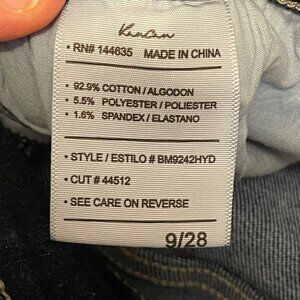 KanCan
• RN# 144635 MADE IN CHINA
• 92.9% COTTON / ALGODON
• 5.5% POLYESTER / POLIESTER
• 1.6% SPANDEX / ELASTANO
• STYLE / ESTILO # BM9242HYD
• CUT # 44512
• SEE CARE ON REVERSE
9/28